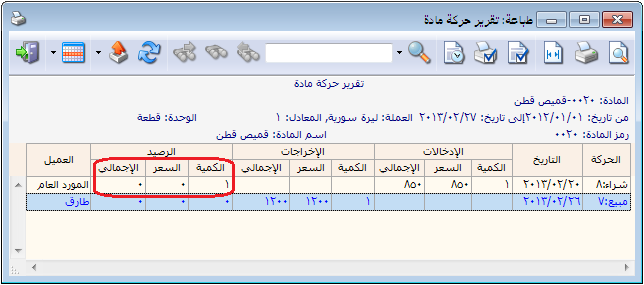 طباعة: تقرير حركة مادة
تقرير حركة مادة
المادة: ٠٠٢٠-قميص قطن
من تاريخ: ٢٠١٢/٠١/٠١إلى تاريخ: ٢٠١٣/٠٢/٢٧ العملة: ليرة سورية, المعادل: ١ الوحدة: قطعة
رمز المادة: ٠٠٢٠ اسم المادة: قميص قطن
الحركة التاريخ الإدخالات الإخراجات الرصيد العميل
الكمية السعر الإجمالي الكمية السعر الإجمالي الكمية السعر الإجمالي
شراء:٨ ٢٠١٣/٠٢/٢٠ ١ ٨٥٠ ٨٥٠ ١ ٠ ٠ المورد العام
مبيع:٧ ٢٠١٣/٠٢/٢٦ ١ ١٢٠٠ ١٢٠٠ ٠ ٠ ٠ طارق